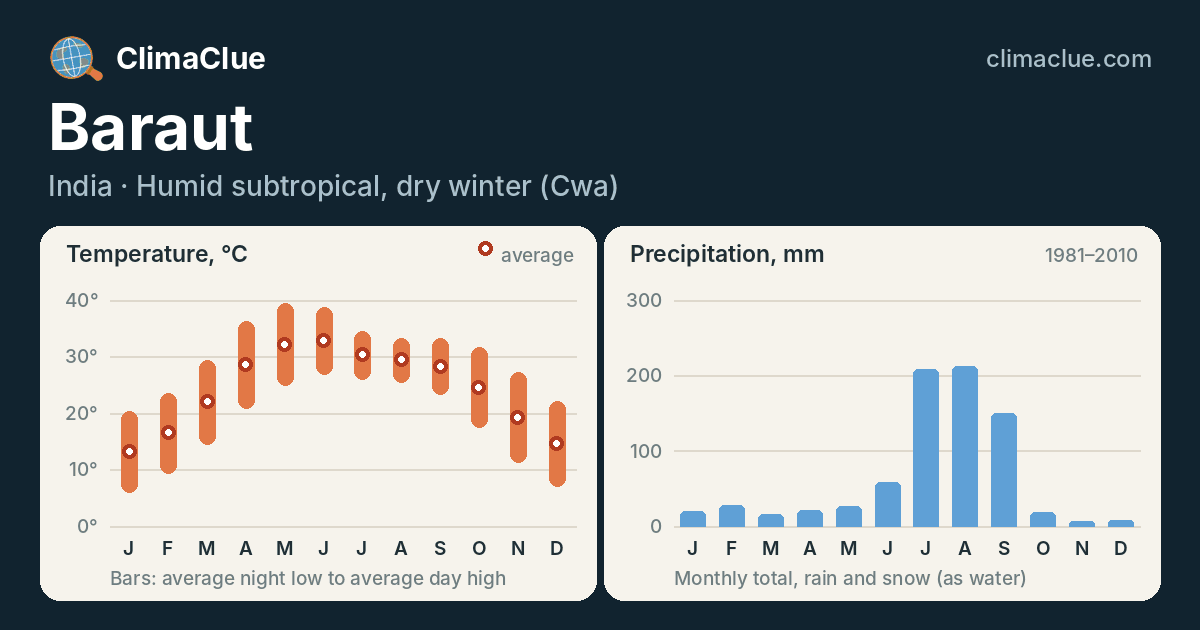 ClimaClue
climaclue.com
Baraut
India · Humid subtropical, dry winter (Cwa)
Temperature, °C
average
40°
30°
20°
10°
0°
J F M A M J J A S O N D
Bars: average night low to average day high
Precipitation, mm
1981–2010
300
200
100
0
J F M A M J J A S O N D
Monthly total, rain and snow (as water)